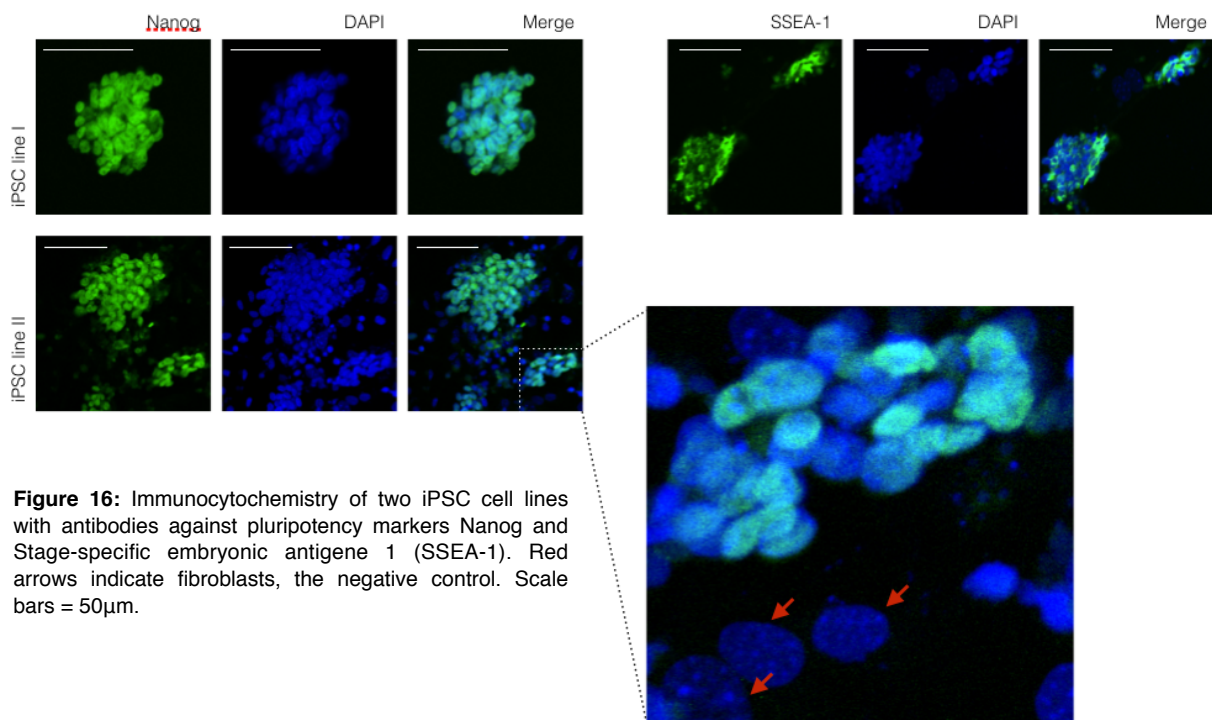 Nanog DAPI Merge
SSEA-1 DAPI Merge
iPSC line I
iPSC line II
Figure 16: Immunocytochemistry of two iPSC cell lines
with antibodies against pluripotency markers Nanog and
Stage-specific embryonic antigene 1 (SSEA-1). Red
arrows indicate fibroblasts, the negative control. Scale
bars = 50µm.